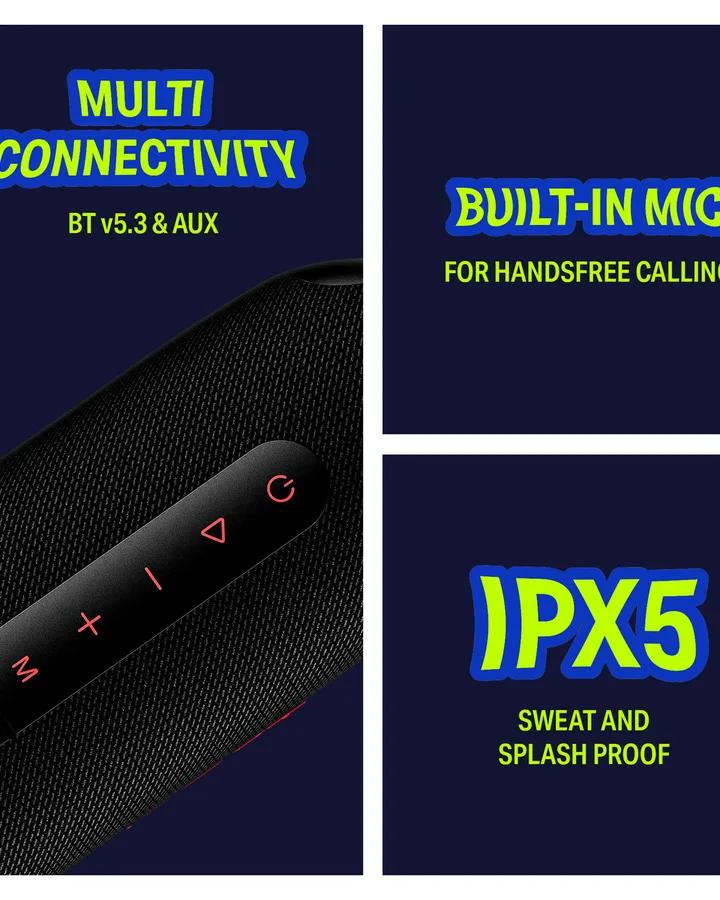 MULTI
CONNECTIVITY
BT v5.3 & AUX
M
BUILT-IN MIC
FOR HANDSFREE CALLING
IPX5
SWEAT AND
SPLASH PROOF